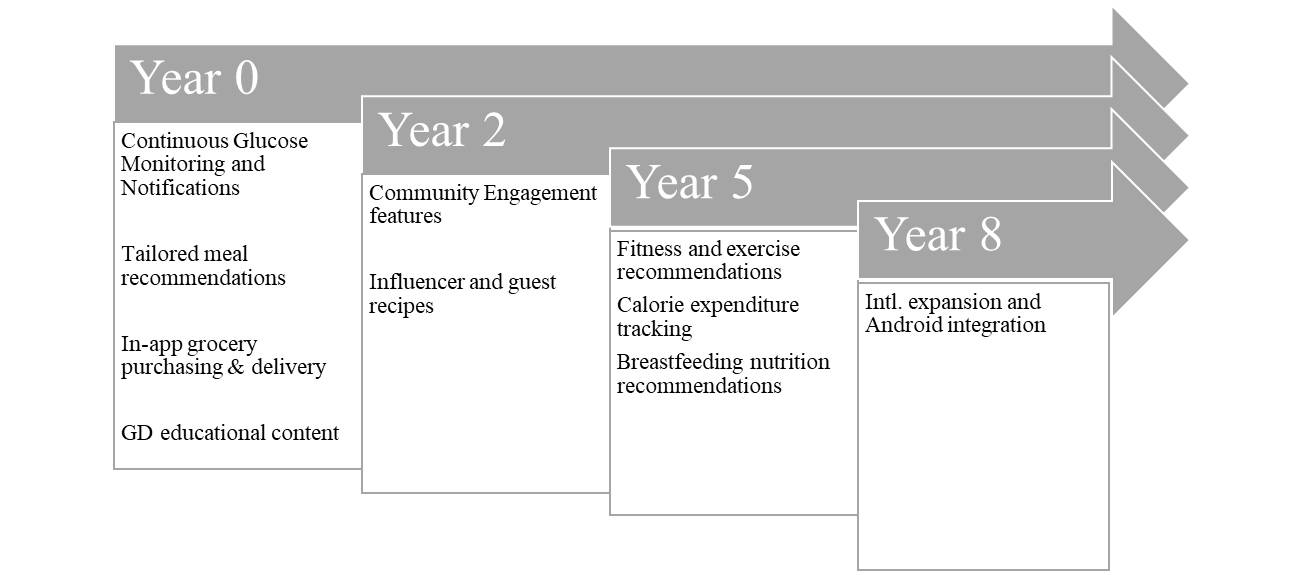 Year 0
Continuous Glucose
Monitoring and
Notifications
Tailored meal
recommendations
In-app grocery
purchasing & delivery
GD educational content
Year 2
Community Engagement
features
Influencer and guest
recipes
Year 5
Fitness and exercise
recommendations
Calorie expenditure
tracking
Breastfeeding nutrition
recommendations
Year 8
Intl. expansion and
Android integration